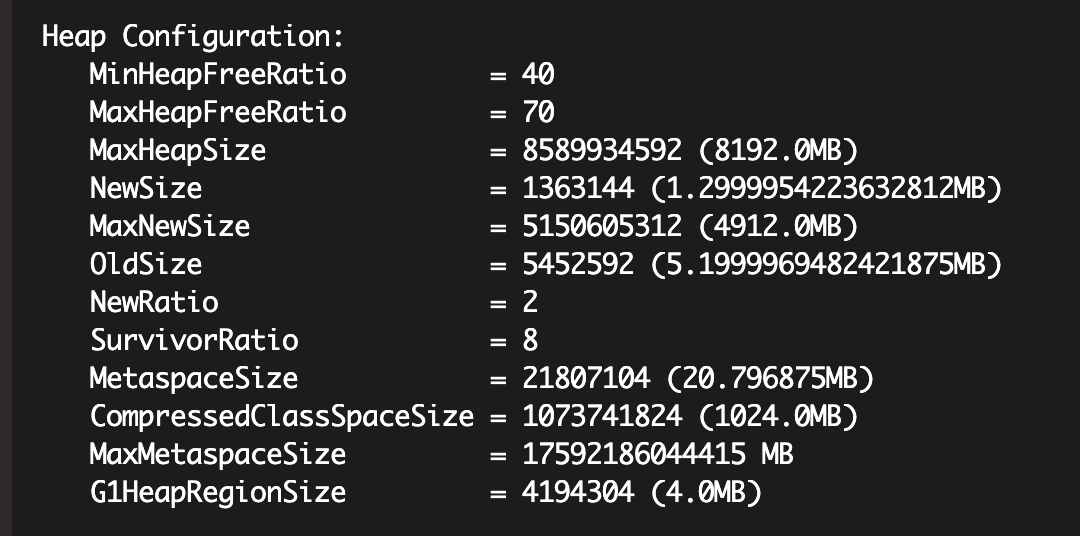 Heap Configuration:
MinHeapFreeRatio = 40
MaxHeapFreeRatio = 70
MaxHeapSize = 8589934592 (8192.0MB)
NewSize = 1363144 (1.2999954223632812MB)
MaxNewSize = 5150605312 (4912.0MB)
OldSize = 5452592 (5.1999969482421875MB)
NewRatio = 2
SurvivorRatio = 8
MetaspaceSize = 21807104 (20.796875MB)
CompressedClassSpaceSize = 1073741824 (1024.0MB)
MaxMetaspaceSize = 17592186044415 MB
G1HeapRegionSize = 4194304 (4.0MB)